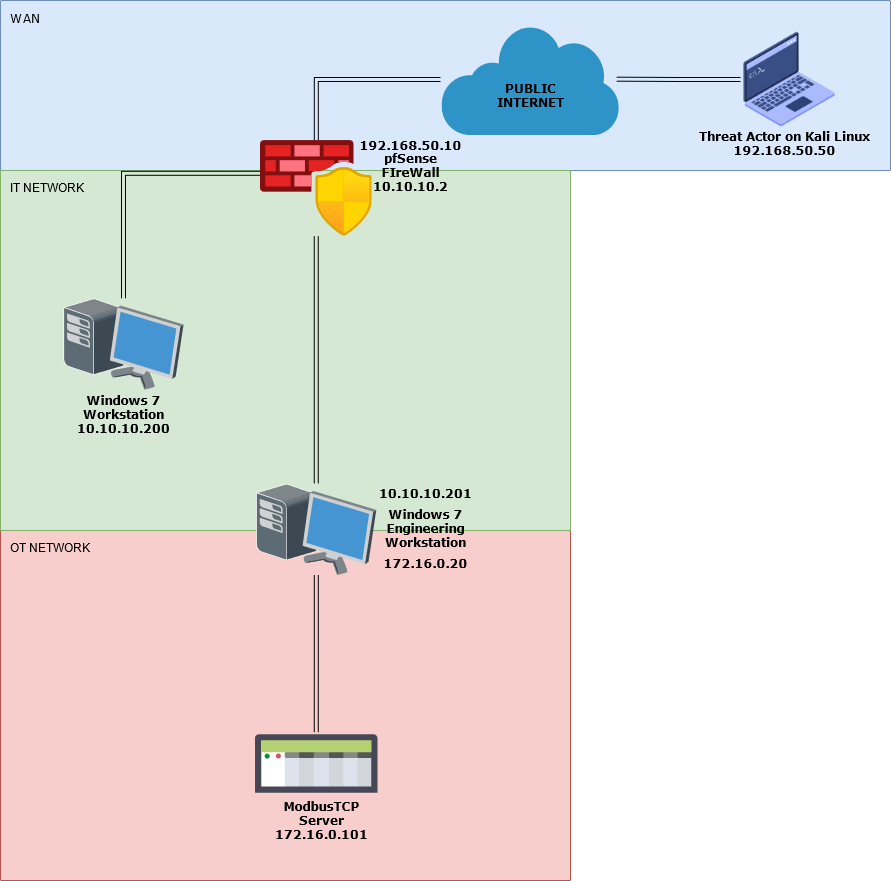 WAN
PUBLIC
INTERNET
Threat Actor on Kali Linux
192.168.50.50
192.168.50.10
pfSense
FIreWall
10.10.10.2
IT NETWORK
Windows 7
Workstation
10.10.10.200
10.10.10.201
Windows 7
Engineering
Workstation
172.16.0.20
OT NETWORK
ModbusTCP
Server
172.16.0.101